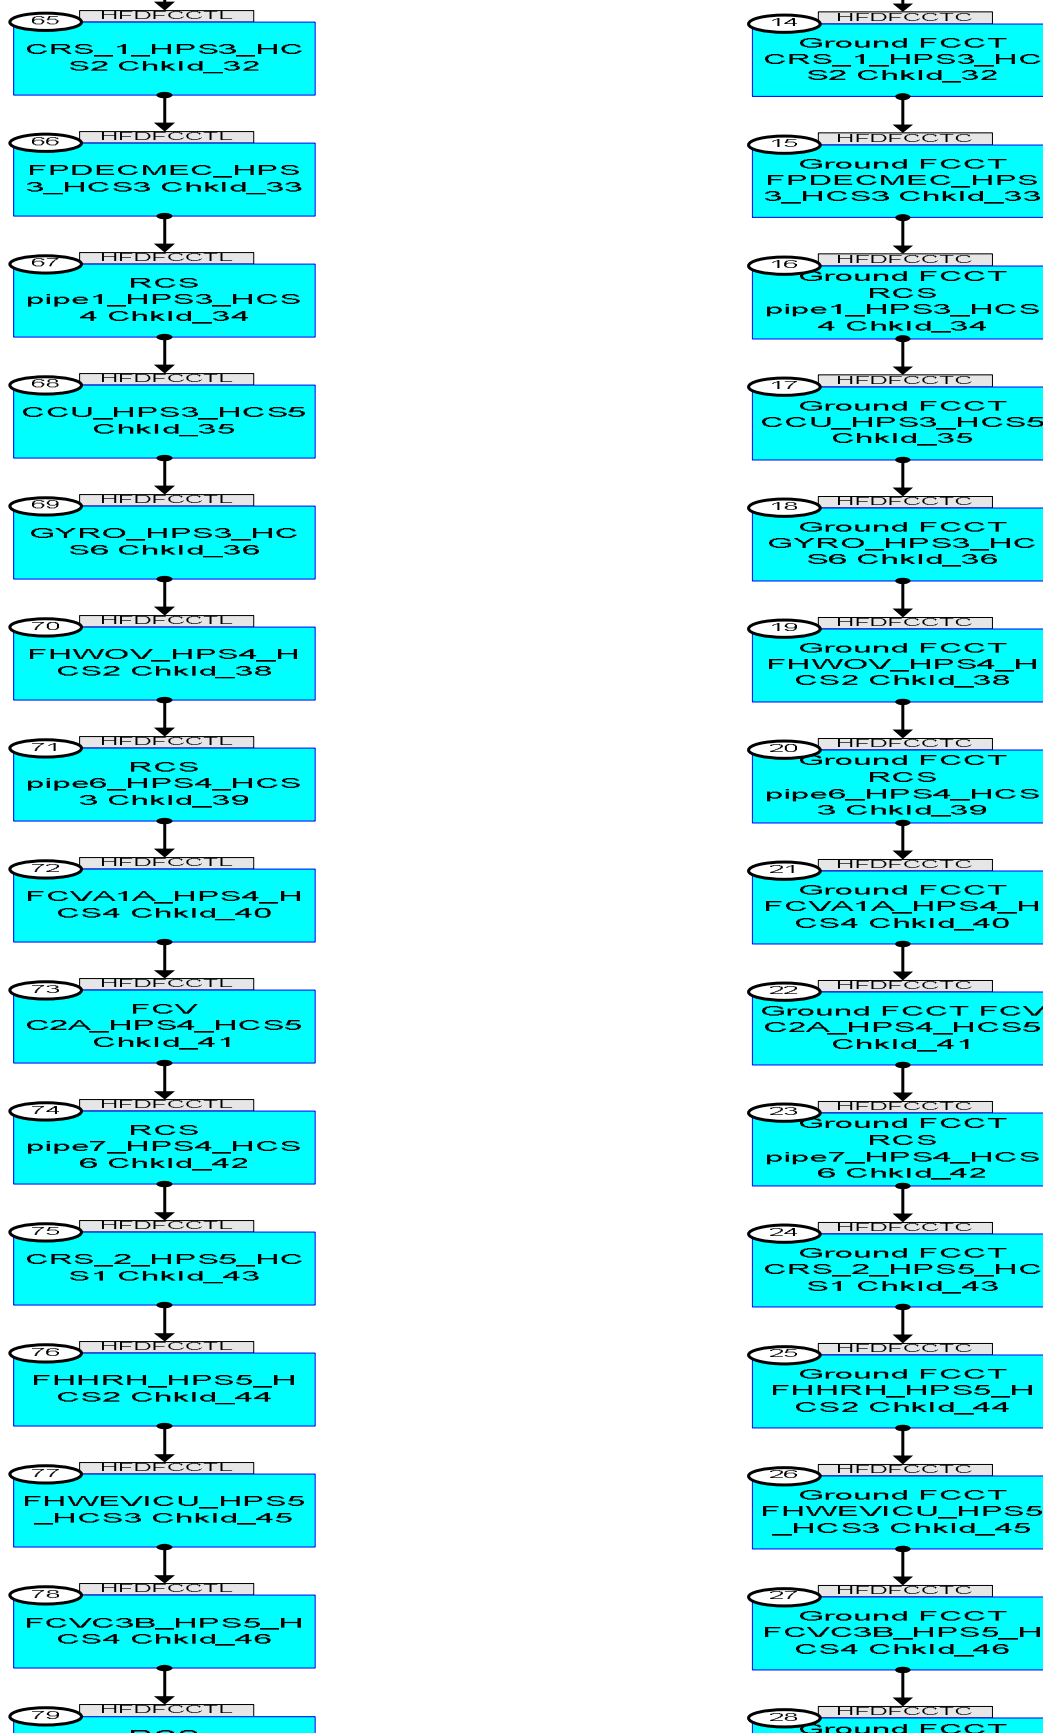 65
HFDFCCTL
CRS_1_HPS3_HC
S2 ChkId_32
66
HFDFCCTL
FPDECMEC_HPS
3_HCS3 ChkId_33
67
HFDFCCTL
RCS
pipe1_HPS3_HCS
4 ChkId_34
68
HFDFCCTL
CCU_HPS3_HCS5
ChkId_35
69
HFDFCCTL
GYRO_HPS3_HC
S6 ChkId_36
70
HFDFCCTL
FHWOV_HPS4_H
CS2 ChkId_38
71
HFDFCCTL
RCS
pipe6_HPS4_HCS
3 ChkId_39
72
HFDFCCTL
FCVA1A_HPS4_H
CS4 ChkId_40
73
HFDFCCTL
FCV
C2A_HPS4_HCS5
ChkId_41
74
HFDFCCTL
RCS
pipe7_HPS4_HCS
6 ChkId_42
75
HFDFCCTL
CRS_2_HPS5_HC
S1 ChkId_43
76
HFDFCCTL
FHHRH_HPS5_H
CS2 ChkId_44
77
HFDFCCTL
FHWEVICU_HPS5
_HCS3 ChkId_45
78
HFDFCCTL
FCVC3B_HPS5_H
CS4 ChkId_46
79
HFDFCCTL
RCS
14
HFDFCCTC
Ground FCCT
CRS_1_HPS3_HC
S2 ChkId_32
15
HFDFCCTC
Ground FCCT
FPDECMEC_HPS
3_HCS3 ChkId_33
16
HFDFCCTC
Ground FCCT
RCS
pipe1_HPS3_HCS
4 ChkId_34
17
HFDFCCTC
Ground FCCT
CCU_HPS3_HCS5
ChkId_35
18
HFDFCCTC
Ground FCCT
GYRO_HPS3_HC
S6 ChkId_36
19
HFDFCCTC
Ground FCCT
FHWOV_HPS4_H
CS2 ChkId_38
20
HFDFCCTC
Ground FCCT
RCS
pipe6_HPS4_HCS
3 ChkId_39
21
HFDFCCTC
Ground FCCT
FCVA1A_HPS4_H
CS4 ChkId_40
22
HFDFCCTC
Ground FCCT FCV
C2A_HPS4_HCS5
ChkId_41
23
HFDFCCTC
Ground FCCT
RCS
pipe7_HPS4_HCS
6 ChkId_42
24
HFDFCCTC
Ground FCCT
CRS_2_HPS5_HC
S1 ChkId_43
25
HFDFCCTC
Ground FCCT
FHHRH_HPS5_H
CS2 ChkId_44
26
HFDFCCTC
Ground FCCT
FHWEVICU_HPS5
_HCS3 ChkId_45
27
HFDFCCTC
Ground FCCT
FCVC3B_HPS5_H
CS4 ChkId_46
28
HFDFCCTC
Ground FCCT